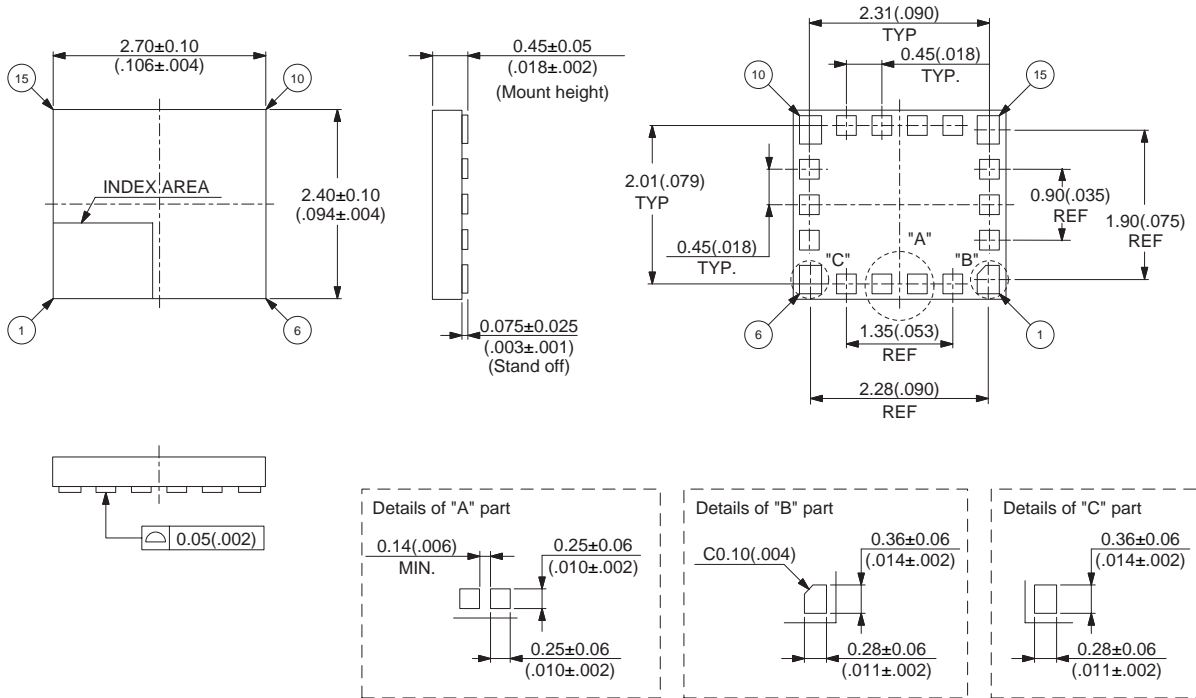 2.70±0.10
(.106±.004)
15
10
INDEX AREA
2.40±0.10
(.094±.004)
1
6
0.45±0.05
(.018±.002)
(Mount height)
0.075±0.025
(.003±.001)
(Stand off)
2.31(.090)
TYP
0.45(.018)
TYP.
10
15
2.01(.079)
TYP
0.90(.035)
REF
1.90(.075)
REF
0.45(.018)
TYP.
"C"
"A"
"B"
6
1
1.35(.053)
REF
2.28(.090)
REF
0.05(.002)
Details of "A" part
0.14(.006)
MIN.
0.25±0.06
(.010±.002)
0.25±0.06
(.010±.002)
Details of "B" part
C0.10(.004)
0.36±0.06
(.014±.002)
0.28±0.06
(.011±.002)
Details of "C" part
0.36±0.06
(.014±.002)
0.28±0.06
(.011±.002)